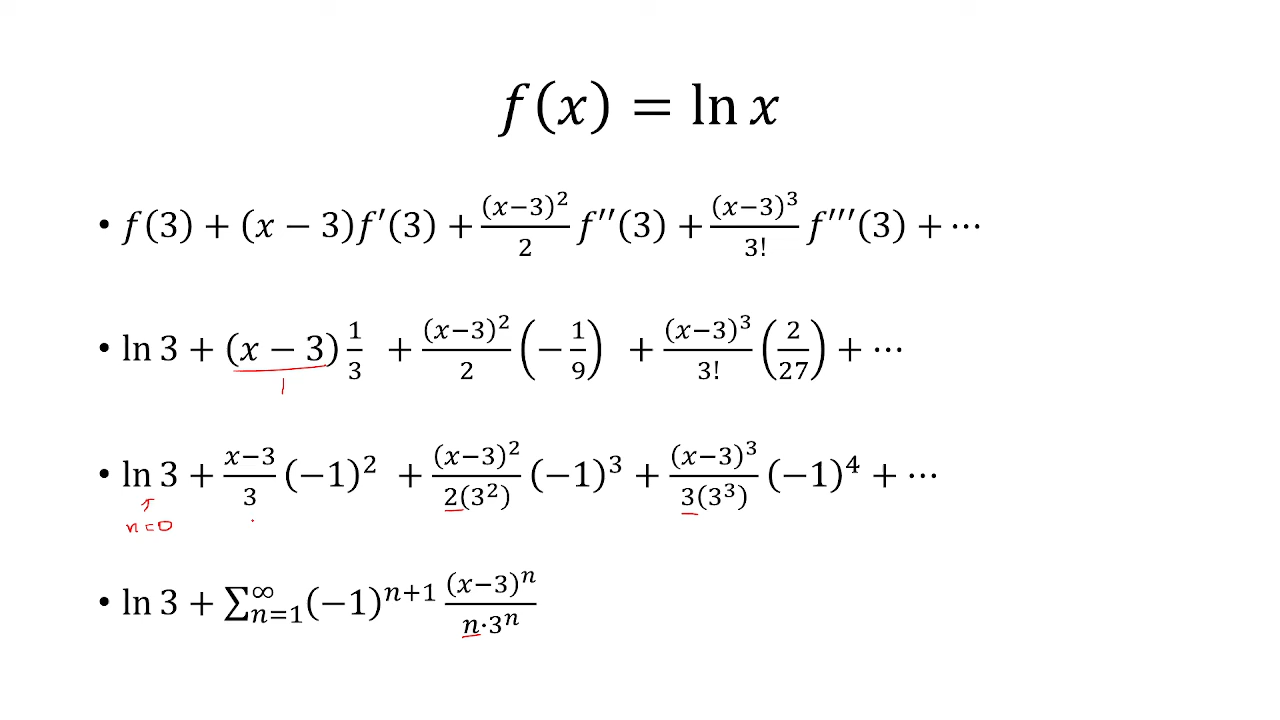 f(x) = ln x
• f(3) + (x − 3)f′(3) + (x−3)²/2 f′′(3) + (x−3)³/3! f′′′(3) + ⋯
• ln 3 + (x − 3) 1/3 + (x−3)²/2 (−1/9) + (x−3)³/3! (2/27) + ⋯
1
• ln 3 + x−3/3 (−1)² + (x−3)²/2(3²) (−1)³ + (x−3)³/3(3³) (−1)⁴ + ⋯
↑
n=0
• ln 3 + ∑_{n=1}^{∞} (−1)ⁿ⁺¹ (x−3)ⁿ/n·3ⁿ